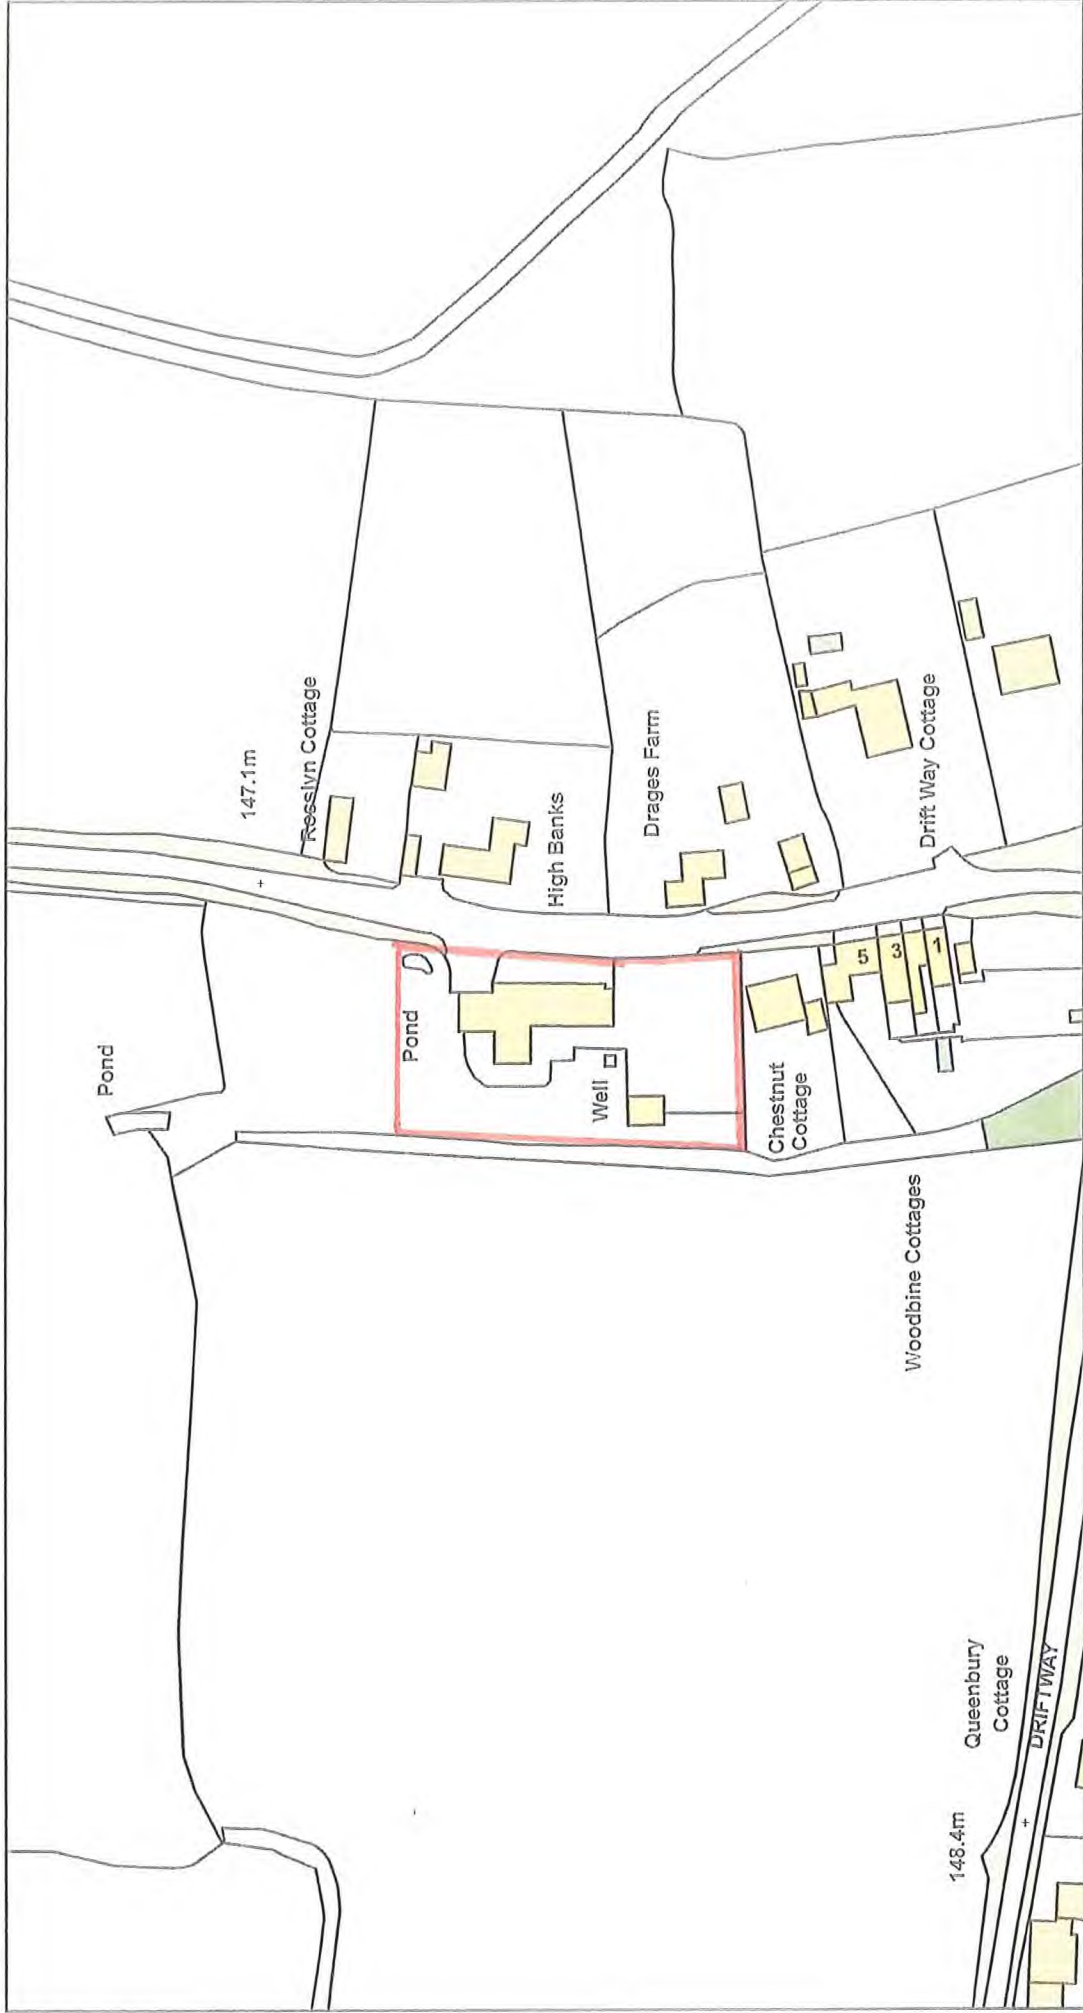 Pond
147.1m
Rosslyn Cottage
Pond
High Banks
Well
Drages Farm
Chestnut
Cottage
5
3
1
Drift Way Cottage
Woodbine Cottages
Queenbury
Cottage
148.4m
DRIFTWAY